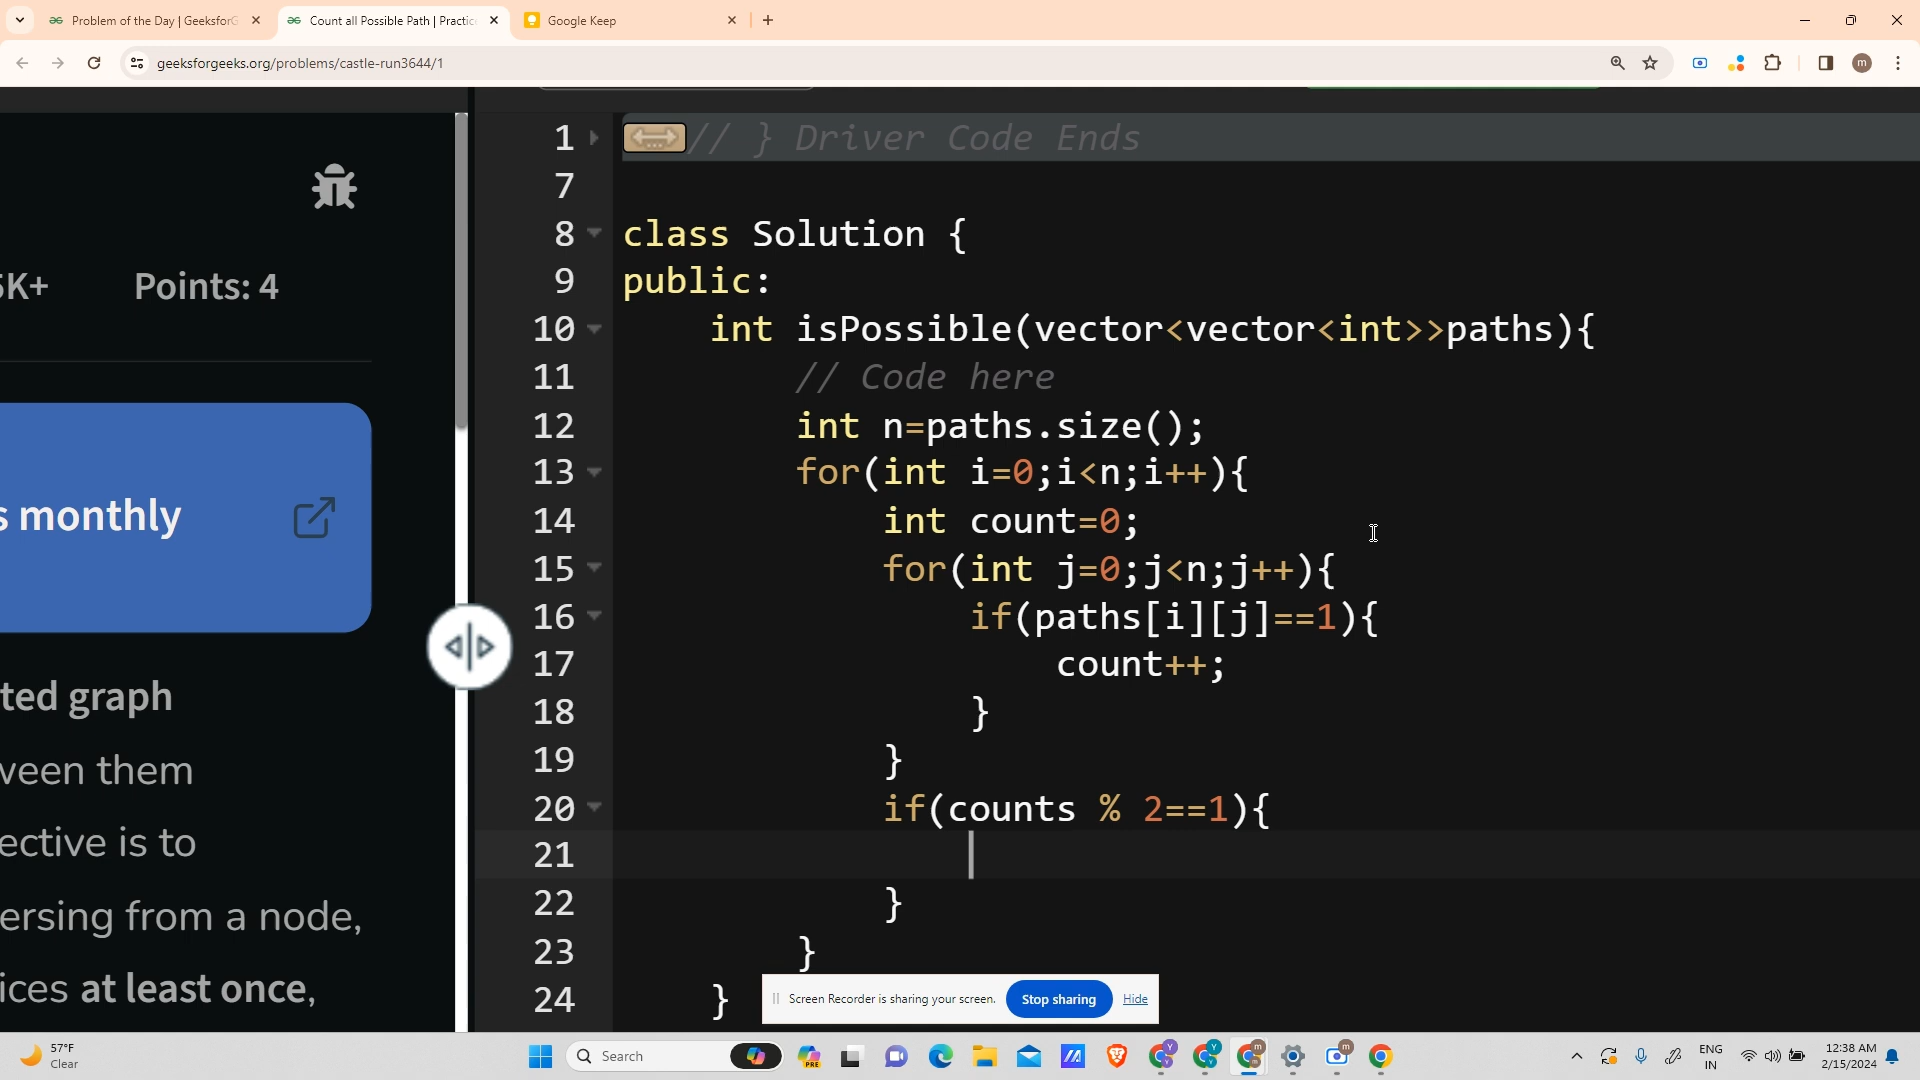 Problem of the Day | GeeksforG
Count all Possible Path | Practic
Google Keep
geeksforgeeks.org/problems/castle-run3644/1
m
5K+ Points: 4
s monthly
ted graph
veen them
ective is to
ersing from a node,
ices at least once,
1 // } Driver Code Ends
7
8 class Solution {
9 public:
10 int isPossible(vector<vector<int>>paths){
11 // Code here
12 int n=paths.size();
13 for(int i=0;i<n;i++){
14 int count=0;
15 for(int j=0;j<n;j++){
16 if(paths[i][j]==1){
17 count++;
18 }
19 }
20 if(counts % 2==1){
21
22 }
23 }
24 }
Screen Recorder is sharing your screen. Stop sharing Hide
57°F
Clear
Search
PRE
ENG
IN
12:38 AM
2/15/2024